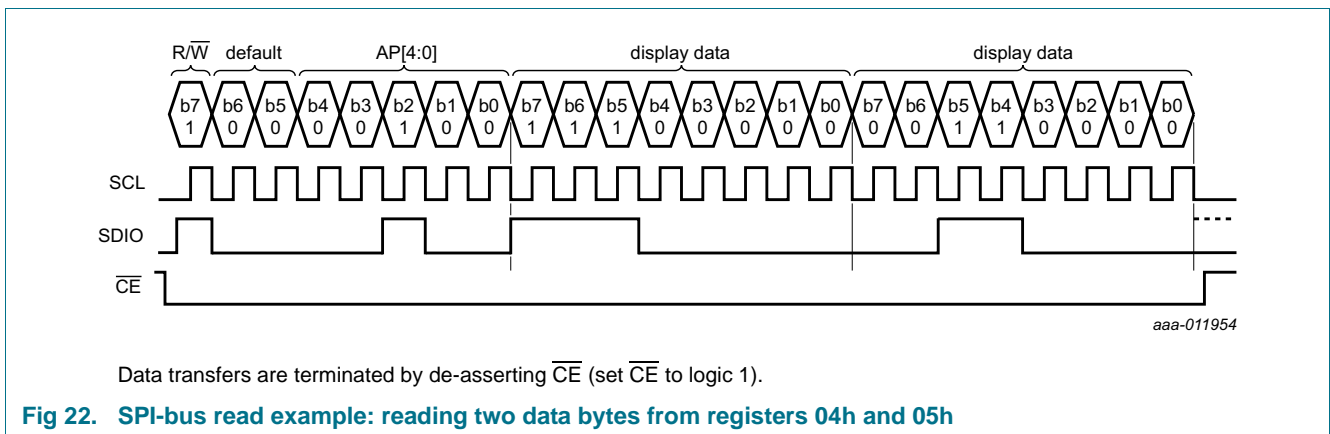 R/W default AP[4:0] display data display data
b7 b6 b5 b4 b3 b2 b1 b0 b7 b6 b5 b4 b3 b2 b1 b0 b7 b6 b5 b4 b3 b2 b1 b0
1 0 0 0 0 1 0 0 1 1 1 0 0 0 0 0 0 0 1 1 0 0 0 0
SCL
SDIO
CE
aaa-011954
Data transfers are terminated by de-asserting CE (set CE to logic 1).
Fig 22. SPI-bus read example: reading two data bytes from registers 04h and 05h